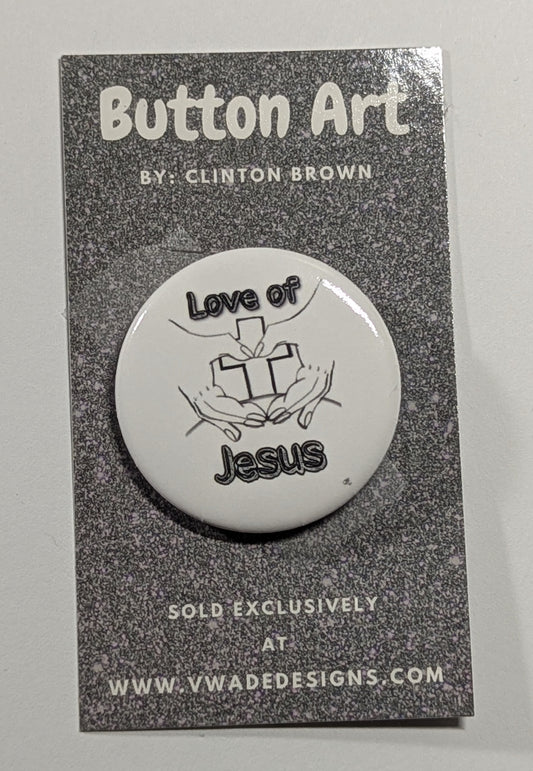 Button Art
BY: CLINTON BROWN
Love of
Jesus
SOLD EXCLUSIVELY
AT
WWW.VWADEDESIGNS.COM